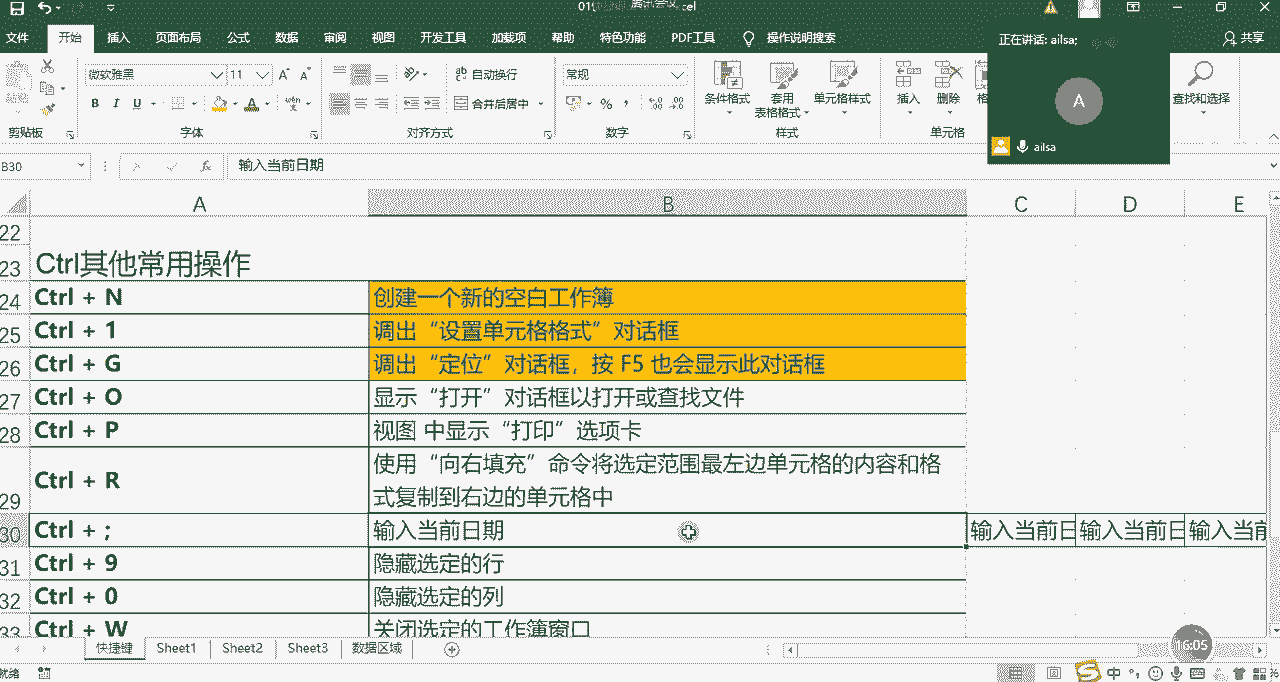 腾讯会议
文件 开始 插入 页面布局 公式 数据 审阅 视图 开发工具 加载项 帮助 特色功能 PDF工具 操作说明搜索
共享
正在讲话: ailsa;
A
ailsa
微软雅黑 11
自动换行
常规
B I U
合并后居中
条件格式 套用
表格格式 单元格样式
插入 删除
查找和选择
剪贴板 字体 对齐方式 数字 样式 单元格
B30 fx 输入当前日期
A B C D E
22
23 Ctrl其他常用操作
24 Ctrl + N 创建一个新的空白工作簿
25 Ctrl + 1 调出“设置单元格格式”对话框
26 Ctrl + G 调出“定位”对话框，按 F5 也会显示此对话框
27 Ctrl + O 显示“打开”对话框以打开或查找文件
28 Ctrl + P 视图 中显示“打印”选项卡
29 Ctrl + R 使用“向右填充”命令将选定范围最左边单元格的内容和格
式复制到右边的单元格中
30 Ctrl + ; 输入当前日期 输入当前日 输入当前日 输入当前
31 Ctrl + 9 隐藏选定的行
32 Ctrl + 0 隐藏选定的列
33 Ctrl + W 关闭选定的工作簿窗口
快捷键 Sheet1 Sheet2 Sheet3 数据区域
16:05
就绪
中